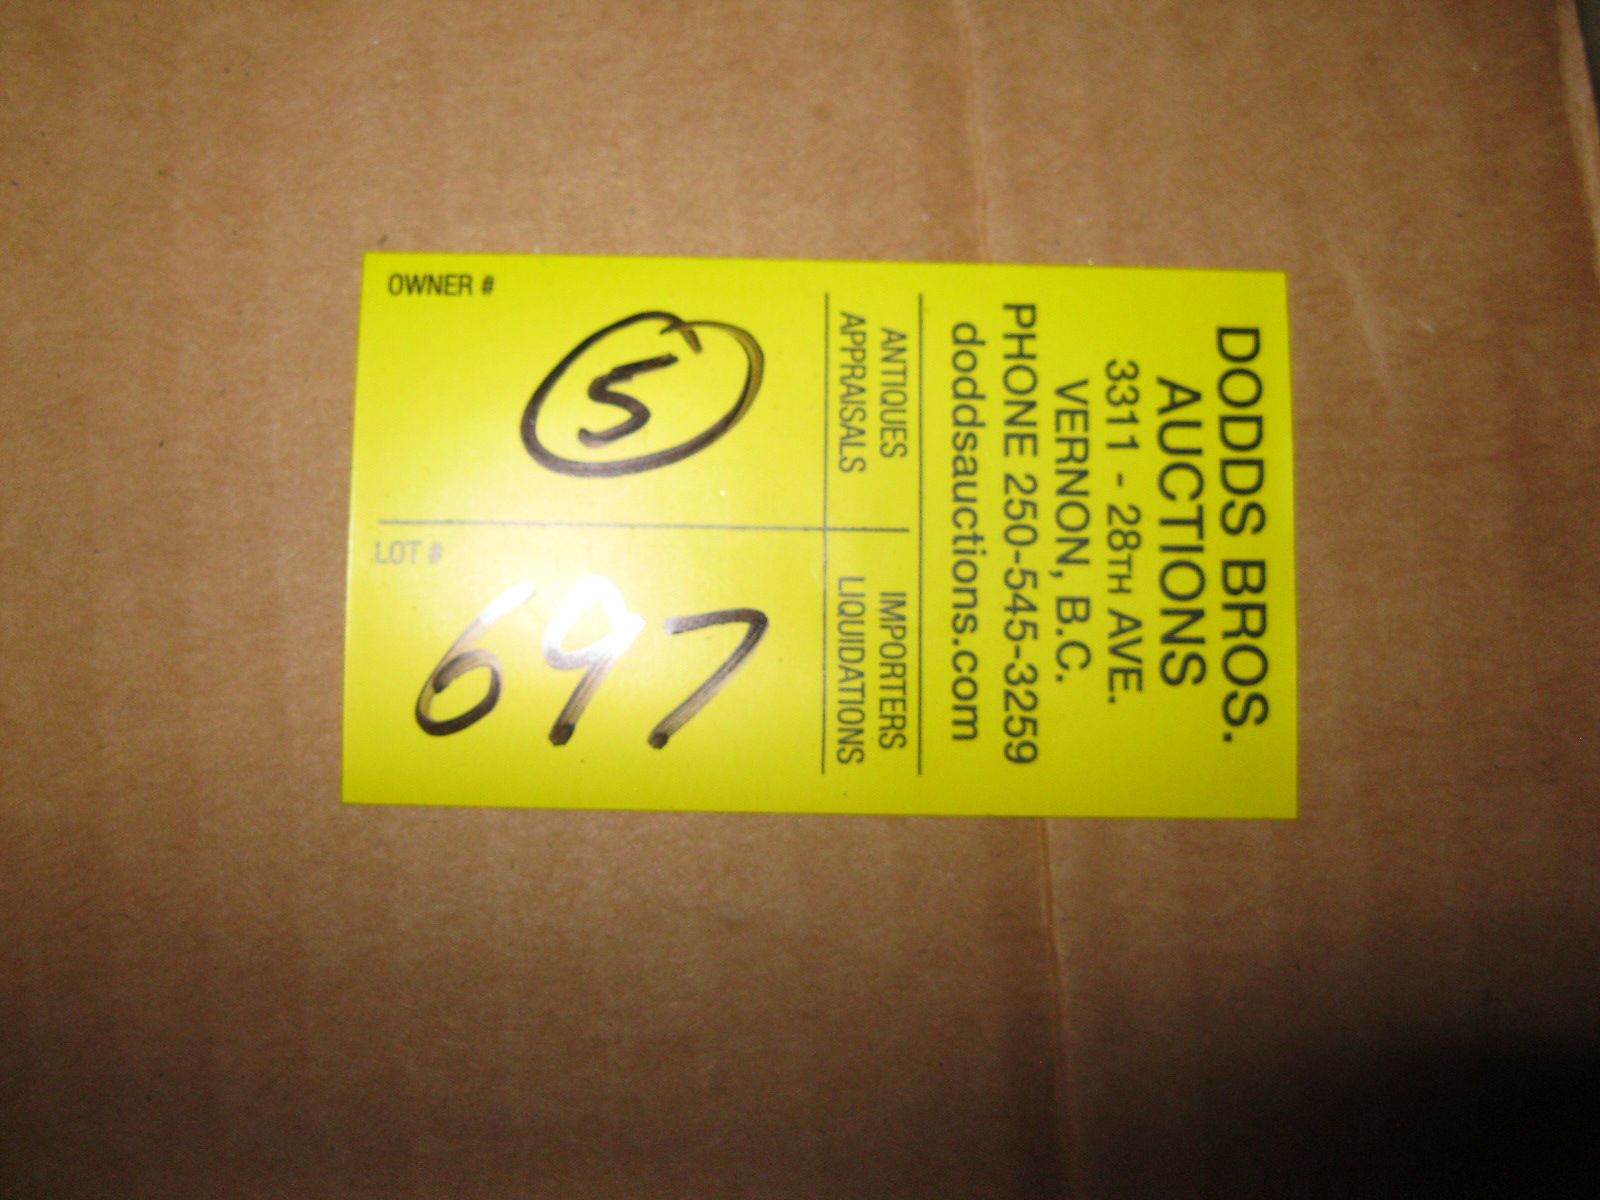 DODDS BROS.
AUCTIONS
3311 - 28TH AVE.
VERNON, B.C.
PHONE 250-545-3259
doddsauctions.com
ANTIQUES
APPRAISALS
IMPORTERS
LIQUIDATIONS
OWNER #
5
LOT #
697